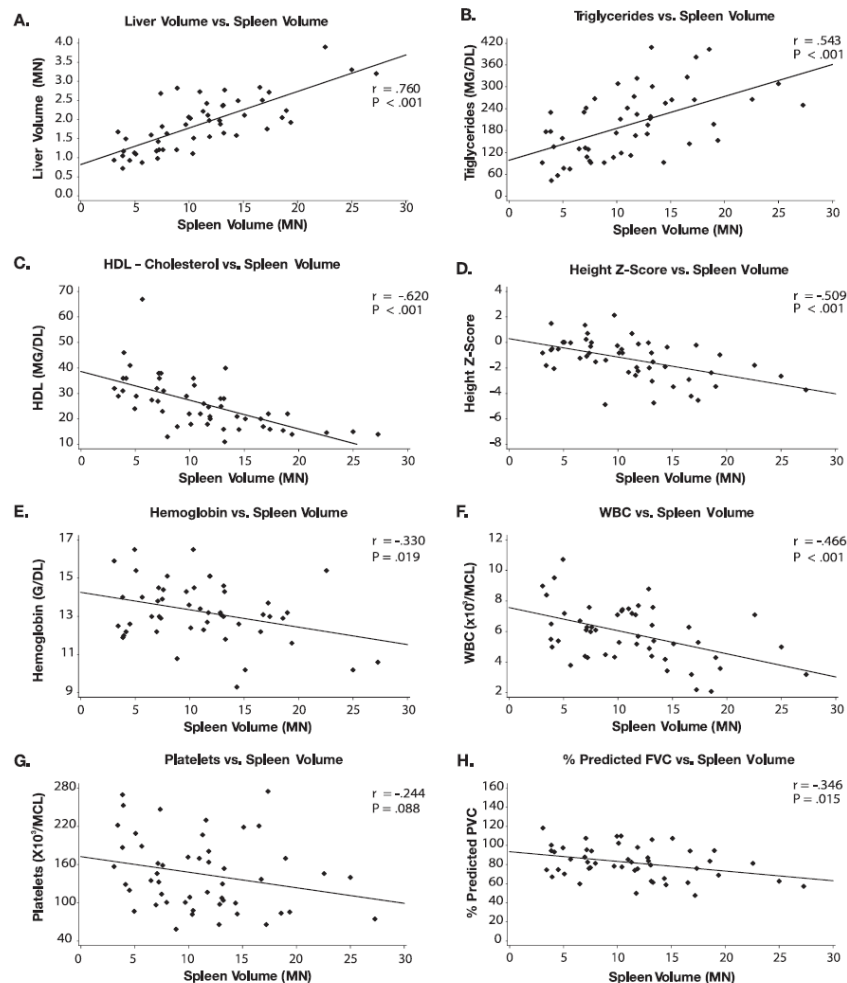 A.
Liver Volume vs. Spleen Volume
r = .760
P < .001
Liver Volume (MN)
4.0
3.5
3.0
2.5
2.0
1.5
1.0
0.5
0.0
0 5 10 15 20 25 30
Spleen Volume (MN)
B.
Triglycerides vs. Spleen Volume
r = .543
P < .001
Triglycerides (MG/DL)
420
360
300
240
180
120
60
0
0 5 10 15 20 25 30
Spleen Volume (MN)
C.
HDL – Cholesterol vs. Spleen Volume
r = -.620
P < .001
HDL (MG/DL)
70
60
50
40
30
20
10
0 5 10 15 20 25 30
Spleen Volume (MN)
D.
Height Z-Score vs. Spleen Volume
r = -.509
P < .001
Height Z-Score
4
2
0
-2
-4
-6
-8
0 5 10 15 20 25 30
Spleen Volume (MN)
E.
Hemoglobin vs. Spleen Volume
r = -.330
P = .019
Hemoglobin (G/DL)
17
15
13
11
9
0 5 10 15 20 25 30
Spleen Volume (MN)
F.
WBC vs. Spleen Volume
r = -.466
P < .001
WBC (x10³/MCL)
12
10
8
6
4
2
0 5 10 15 20 25 30
Spleen Volume (MN)
G.
Platelets vs. Spleen Volume
r = -.244
P = .088
Platelets (X10³/MCL)
280
220
160
100
40
0 5 10 15 20 25 30
Spleen Volume (MN)
H.
% Predicted FVC vs. Spleen Volume
r = -.346
P = .015
% Predicted PVC
160
140
120
100
80
60
40
20
0
0 5 10 15 20 25 30
Spleen Volume (MN)